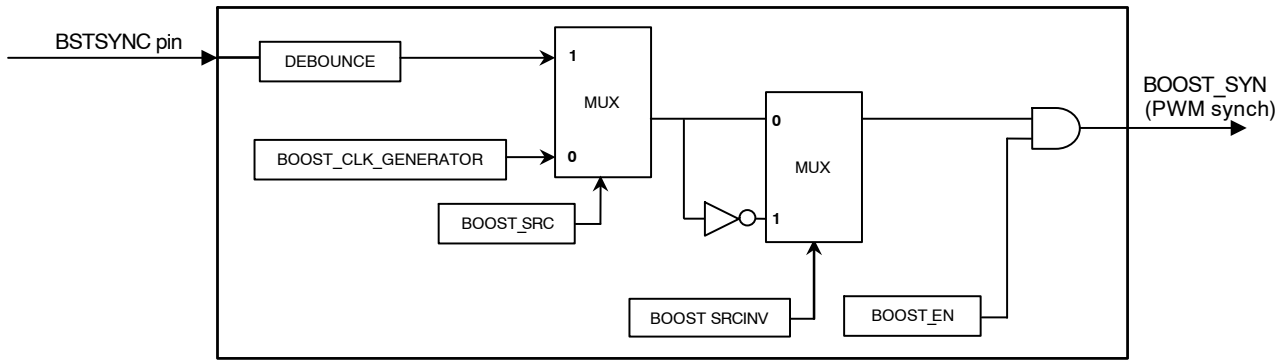 BSTSYNC pin
DEBOUNCE
1
MUX
BOOST_CLK_GENERATOR
0
BOOST_SRC
0
MUX
1
BOOST SRCINV
BOOST_EN
BOOST_SYN
(PWM synch)